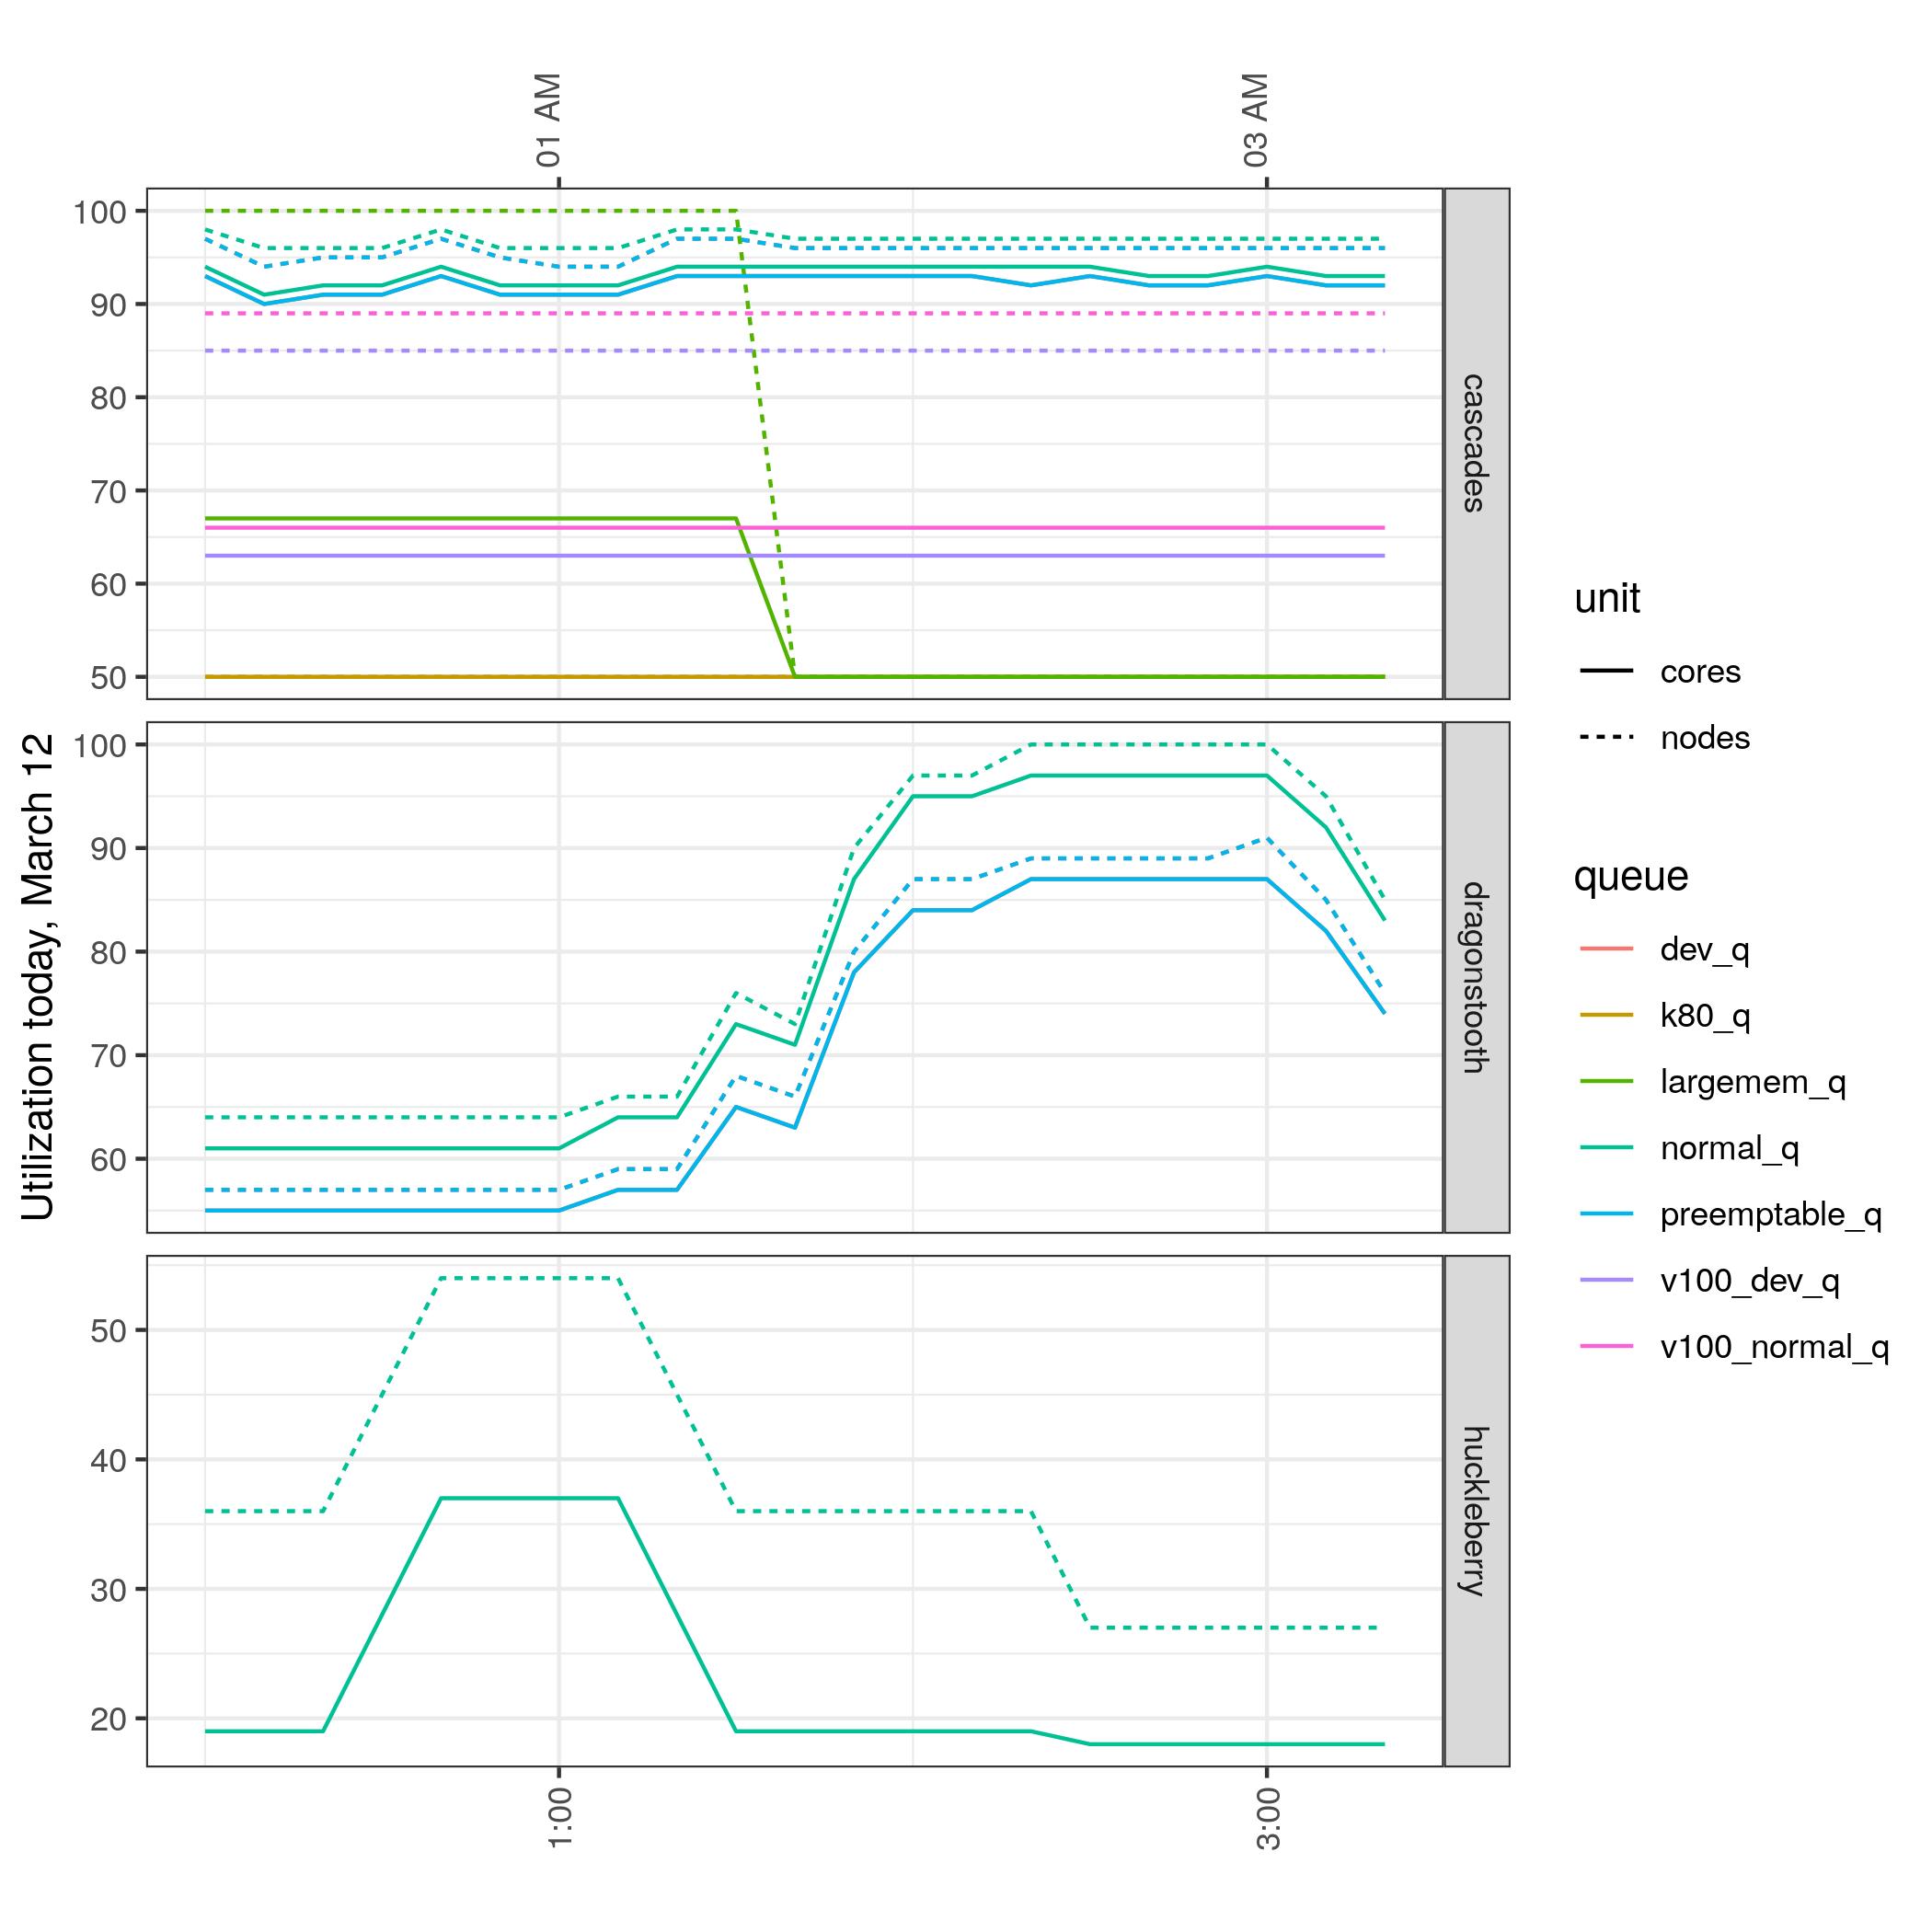 01 AM
03 AM
100
90
80
70
60
50
cascades
Utilization today, March 12
100
90
80
70
60
dragonstooth
50
40
30
20
huckleberry
1:00
3:00
unit
cores
nodes
queue
dev_q
k80_q
largemem_q
normal_q
preemptable_q
v100_dev_q
v100_normal_q